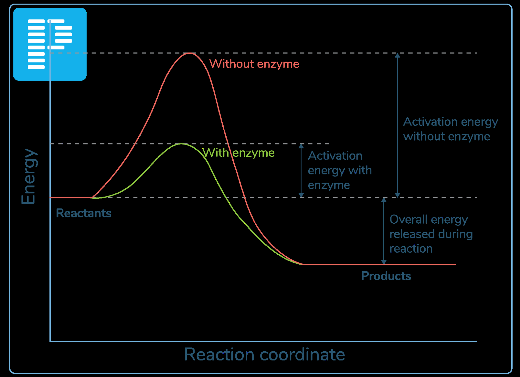 Without enzyme
Activation energy
without enzyme
With enzyme
Activation
energy with
enzyme
Energy
Reactants
Overall energy
released during
reaction
Products
Reaction coordinate